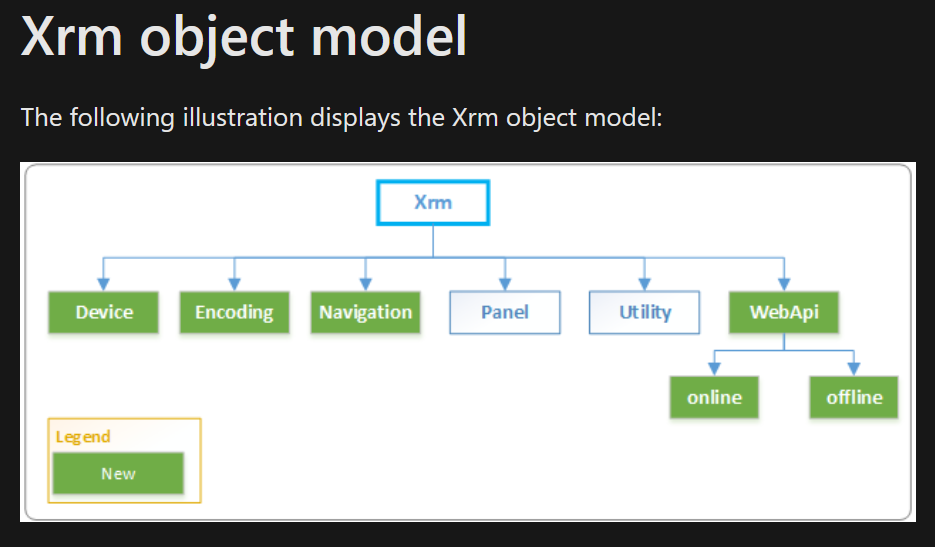 Xrm object model
The following illustration displays the Xrm object model:
Xrm
Device
Encoding
Navigation
Panel
Utility
WebApi
online
offline
Legend
New